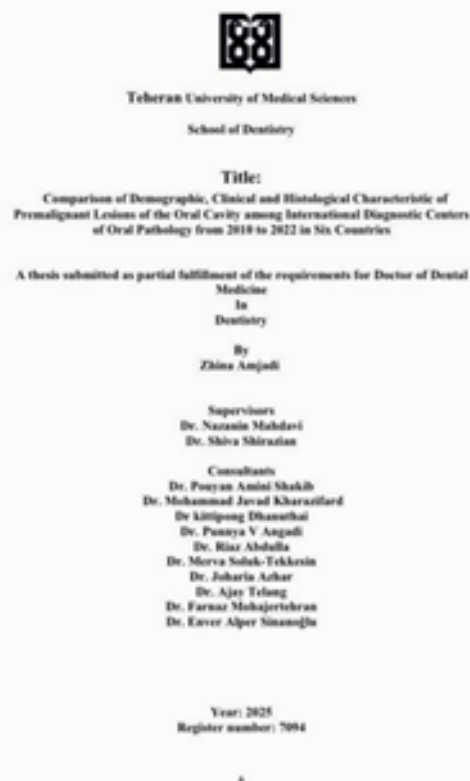 Teheran University of Medical Sciences
School of Dentistry
Title:
Comparison of Demographic, Clinical and Histological Characteristic of
Premalignant Lesions of the Oral Cavity among International Diagnostic Centers
of Oral Pathology from 2010 to 2022 in Six Countries
A thesis submitted as partial fulfillment of the requirements for Doctor of Dental
Medicine
In
Dentistry
By
Zhina Amjadi
Supervisors
Dr. Nazanin Mahdavi
Dr. Shiva Shirazian
Consultants
Dr. Pouyan Amini Shakib
Dr. Mohammad Javad Kharazifard
Dr kittipong Dhanuthai
Dr. Punnya V Angadi
Dr. Riaz Abdulla
Dr. Merva Soluk-Tekkesin
Dr. Joharia Azhar
Dr. Ajay Telang
Dr. Farnaz Mohajertehran
Dr. Enver Alper Sinanoğlu
Year: 2025
Register number: 7094
A